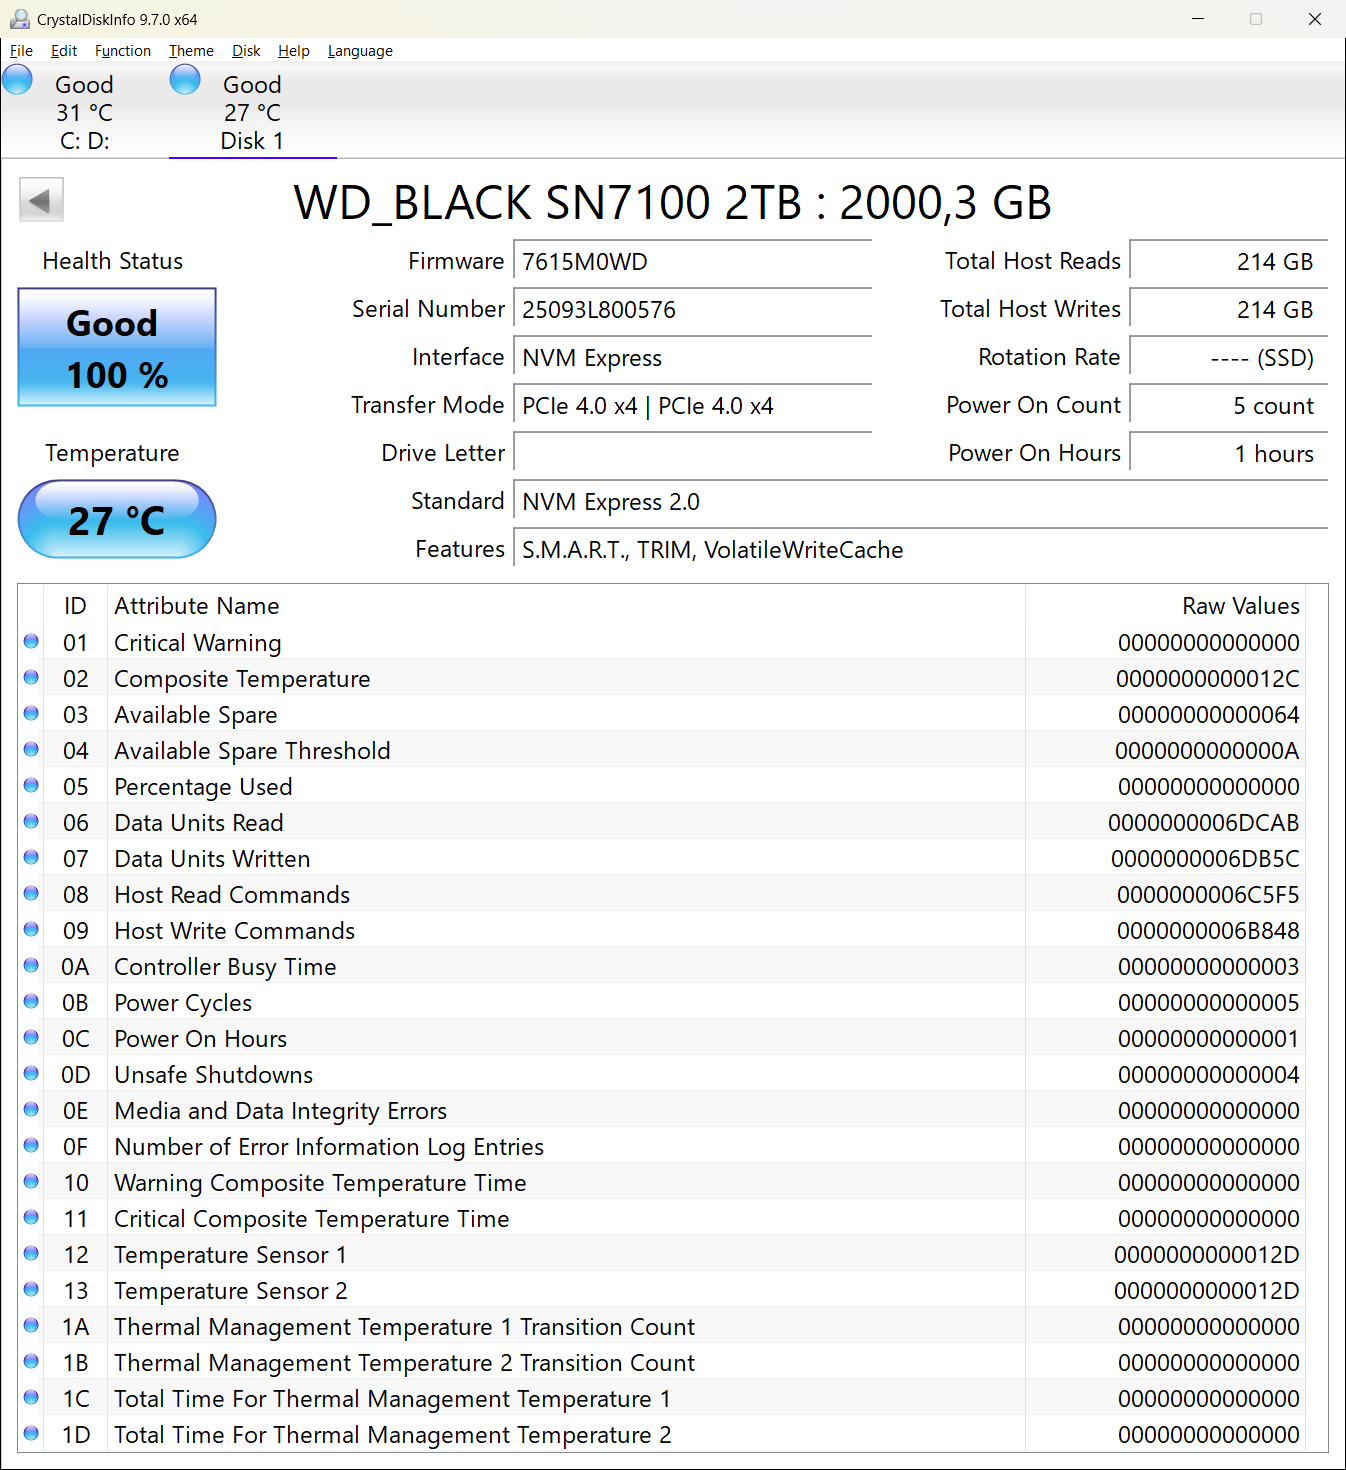 CrystalDiskInfo 9.7.0 x64
File Edit Function Theme Disk Help Language
Good Good
31 °C 27 °C
C: D: Disk 1
WD_BLACK SN7100 2TB : 2000,3 GB
Health Status
Good
100 %
Temperature
27 °C
Firmware 7615M0WD
Serial Number 25093L800576
Interface NVM Express
Transfer Mode PCIe 4.0 x4 | PCIe 4.0 x4
Drive Letter
Standard NVM Express 2.0
Features S.M.A.R.T., TRIM, VolatileWriteCache
Total Host Reads 214 GB
Total Host Writes 214 GB
Rotation Rate ---- (SSD)
Power On Count 5 count
Power On Hours 1 hours
ID Attribute Name Raw Values
01 Critical Warning 00000000000000
02 Composite Temperature 0000000000012C
03 Available Spare 00000000000064
04 Available Spare Threshold 0000000000000A
05 Percentage Used 00000000000000
06 Data Units Read 0000000006DCAB
07 Data Units Written 0000000006DB5C
08 Host Read Commands 0000000006C5F5
09 Host Write Commands 0000000006B848
0A Controller Busy Time 00000000000003
0B Power Cycles 00000000000005
0C Power On Hours 00000000000001
0D Unsafe Shutdowns 00000000000004
0E Media and Data Integrity Errors 00000000000000
0F Number of Error Information Log Entries 00000000000000
10 Warning Composite Temperature Time 00000000000000
11 Critical Composite Temperature Time 00000000000000
12 Temperature Sensor 1 0000000000012D
13 Temperature Sensor 2 0000000000012D
1A Thermal Management Temperature 1 Transition Count 00000000000000
1B Thermal Management Temperature 2 Transition Count 00000000000000
1C Total Time For Thermal Management Temperature 1 00000000000000
1D Total Time For Thermal Management Temperature 2 00000000000000